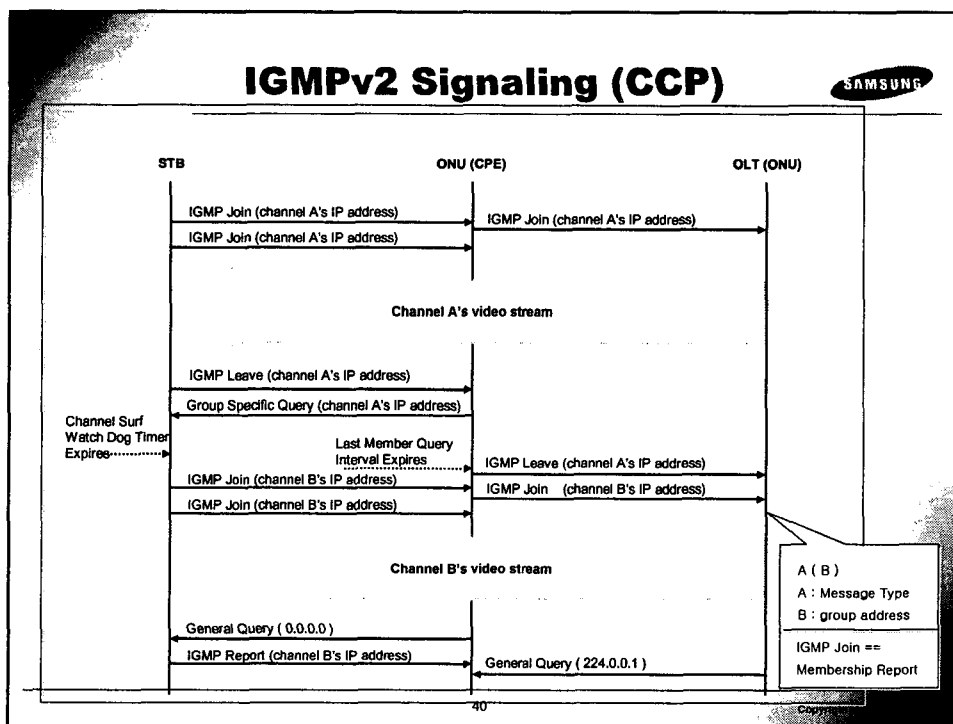 IGMPv2 Signaling (CCP)
SAMSUNG
STB
ONU (CPE)
OLT (ONU)
IGMP Join (channel A's IP address)
IGMP Join (channel A's IP address)
IGMP Join (channel A's IP address)
Channel A's video stream
IGMP Leave (channel A's IP address)
Group Specific Query (channel A's IP address)
Channel Surf
Watch Dog Timer
Expires
Last Member Query
Interval Expires
IGMP Leave (channel A's IP address)
IGMP Join (channel B's IP address)
IGMP Join (channel B's IP address)
IGMP Join (channel B's IP address)
Channel B's video stream
A ( B )
A : Message Type
B : group address
IGMP Join ==
Membership Report
General Query ( 0.0.0.0 )
IGMP Report (channel B's IP address)
General Query ( 224.0.0.1 )
40